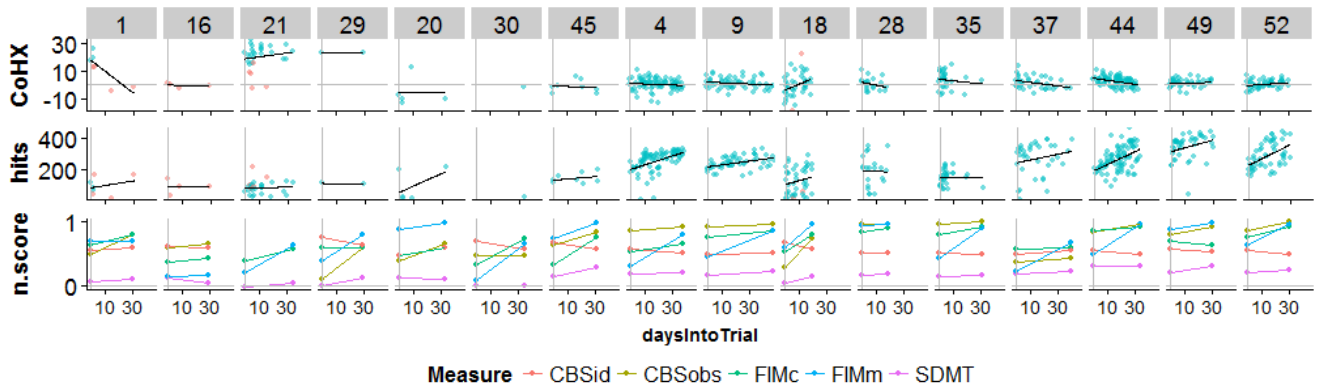 1 16 21 29 20 30 45 4 9 18 28 35 37 44 49 52
CoHX
30
10
-10
hits
400
200
n.score
1
0
10 30 10 30 10 30 10 30 10 30 10 30 10 30 10 30 10 30 10 30 10 30 10 30 10 30 10 30 10 30 10 30
daysIntoTrial
Measure CBSid CBSobs FIMc FIMm SDMT